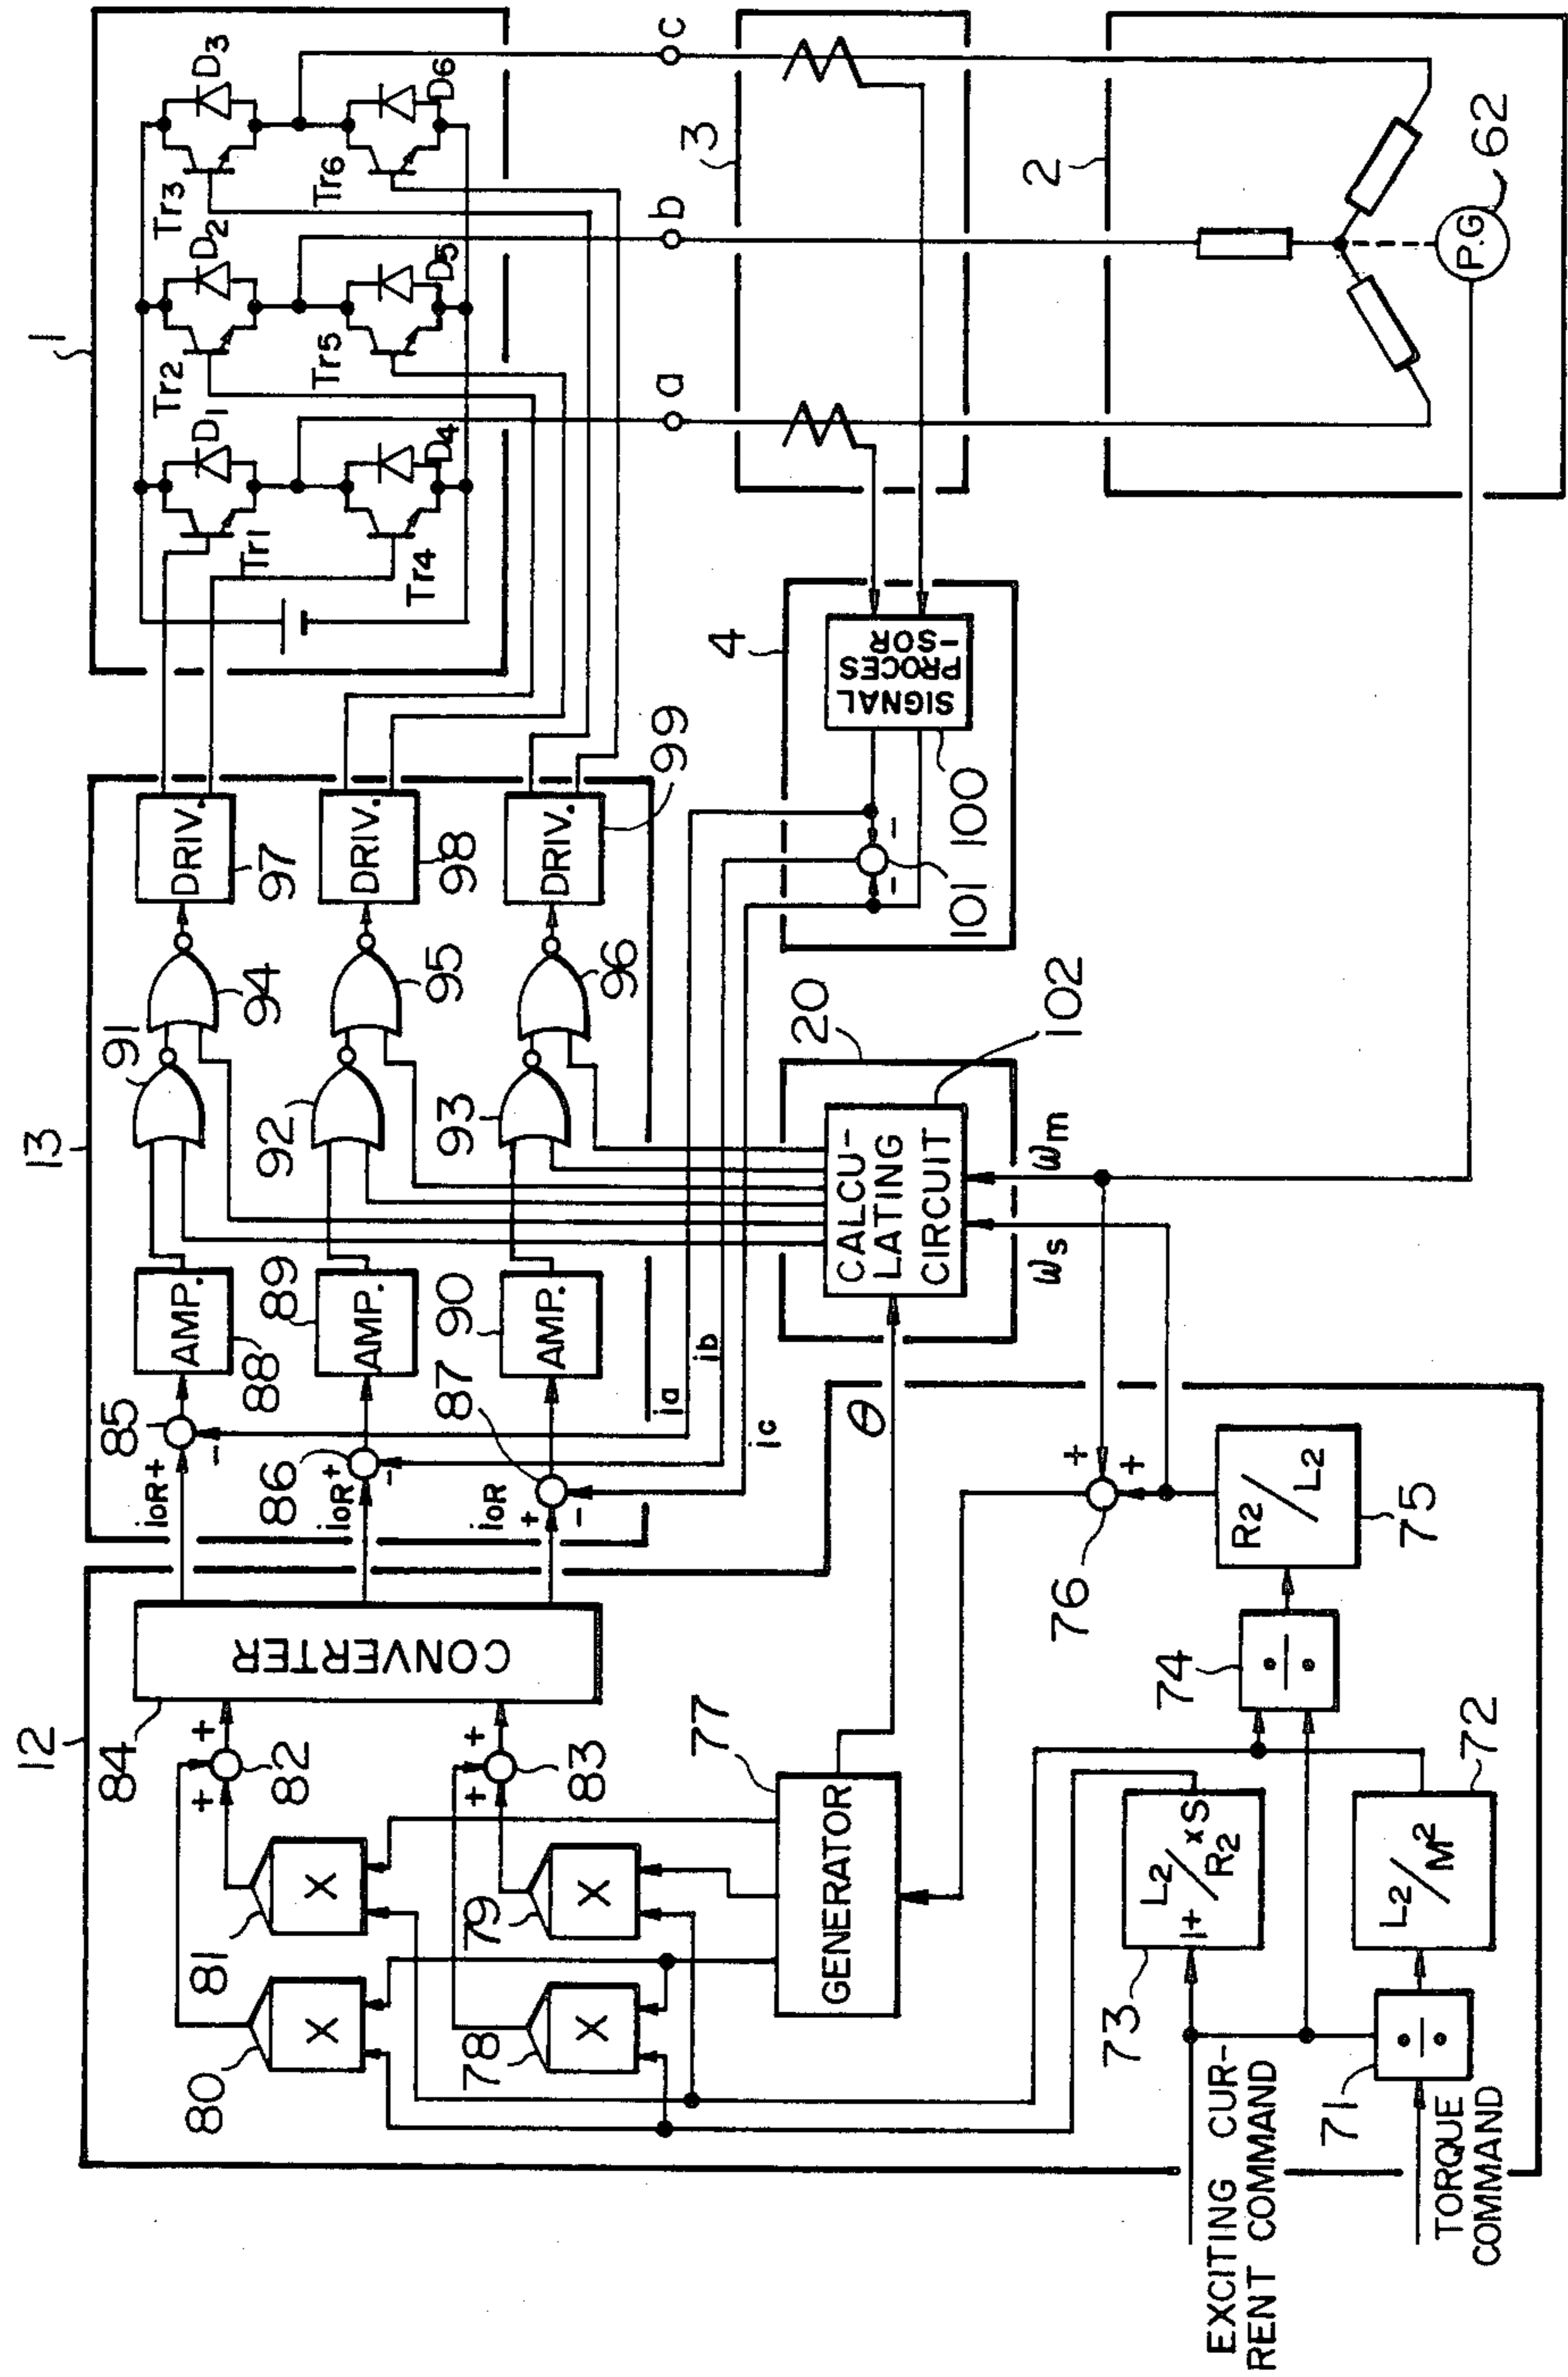 1
Tr1
D1
Tr2
D2
Tr3
D3
Tr4
D4
Tr5
D5
Tr6
D6
a
b
c
3
2
P.G
62
13
91
94
DRIV.
97
92
95
DRIV.
98
93
96
DRIV.
99
85
ioR+
-
AMP.
88
86
ioR+
-
AMP.
89
87
ioR
+
-
AMP.
90
ia
ib
ic
4
SIGNAL
PROCES
-SOR
100
101
-
-
20
CALCU-
LATING
CIRCUIT
102
ωs
ωm
θ
12
84
CONVERTER
82
+
+
83
+
+
81
X
80
X
79
X
78
X
77
GENERATOR
76
+
+
R2/L2
75
74
÷
73
1+ L2/R2 xS
L2/M2
72
71
÷
EXCITING CUR-
RENT COMMAND
TORQUE
COMMAND